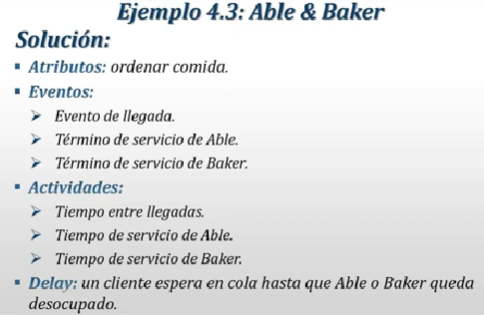 Ejemplo 4.3: Able & Baker
Solución:
▪ Atributos: ordenar comida.
▪ Eventos:
➢ Evento de llegada.
➢ Término de servicio de Able.
➢ Término de servicio de Baker.
▪ Actividades:
➢ Tiempo entre llegadas.
➢ Tiempo de servicio de Able.
➢ Tiempo de servicio de Baker.
▪ Delay: un cliente espera en cola hasta que Able o Baker queda
desocupado.